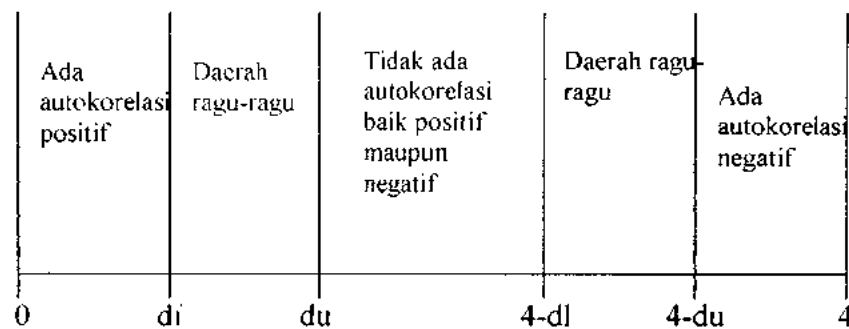 Ada
autokorelasi
positif
Daerah
ragu-ragu
Tidak ada
autokorelasi
baik positif
maupun
negatif
Daerah ragu-
ragu
Ada
autokorelasi
negatif
0 dl du 4-dl 4-du 4